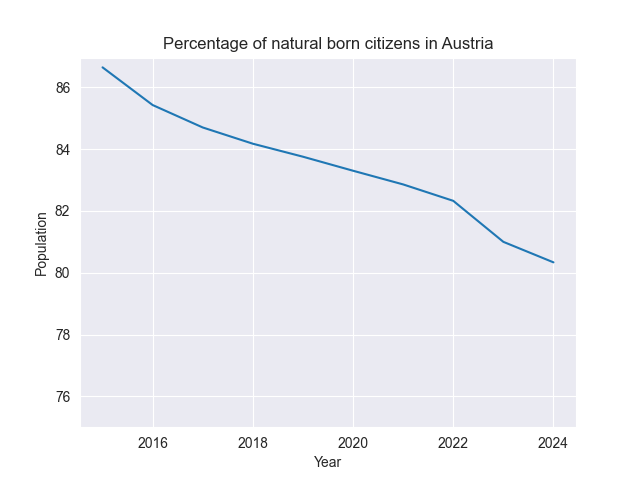 Percentage of natural born citizens in Austria
86
84
82
80
78
76
Population
2016 2018 2020 2022 2024
Year